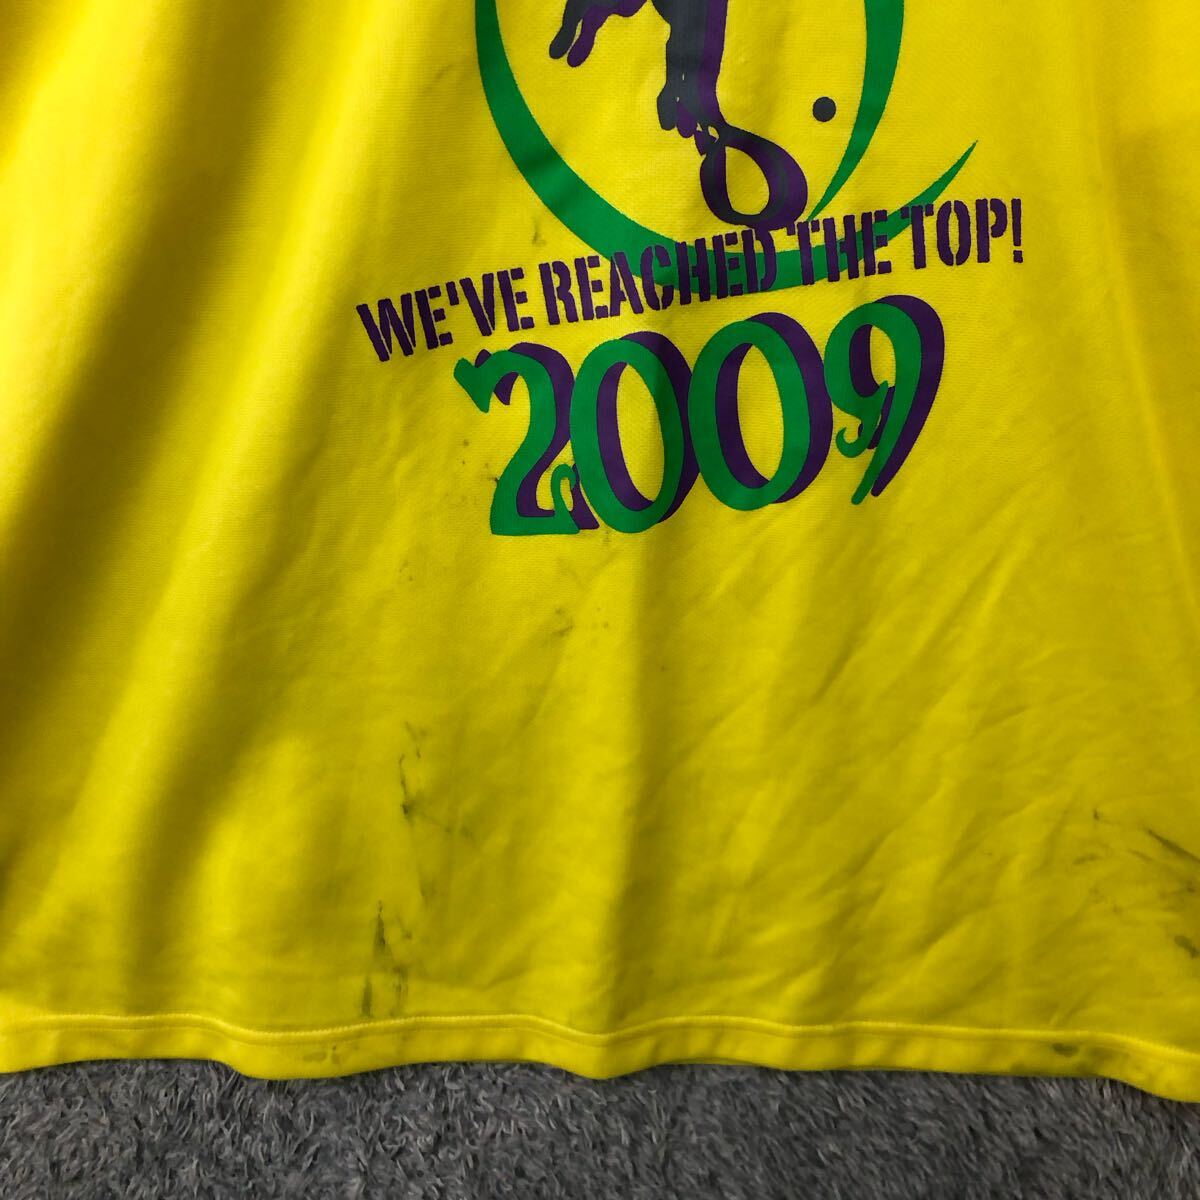 WE'VE REACHED THE TOP!
2009